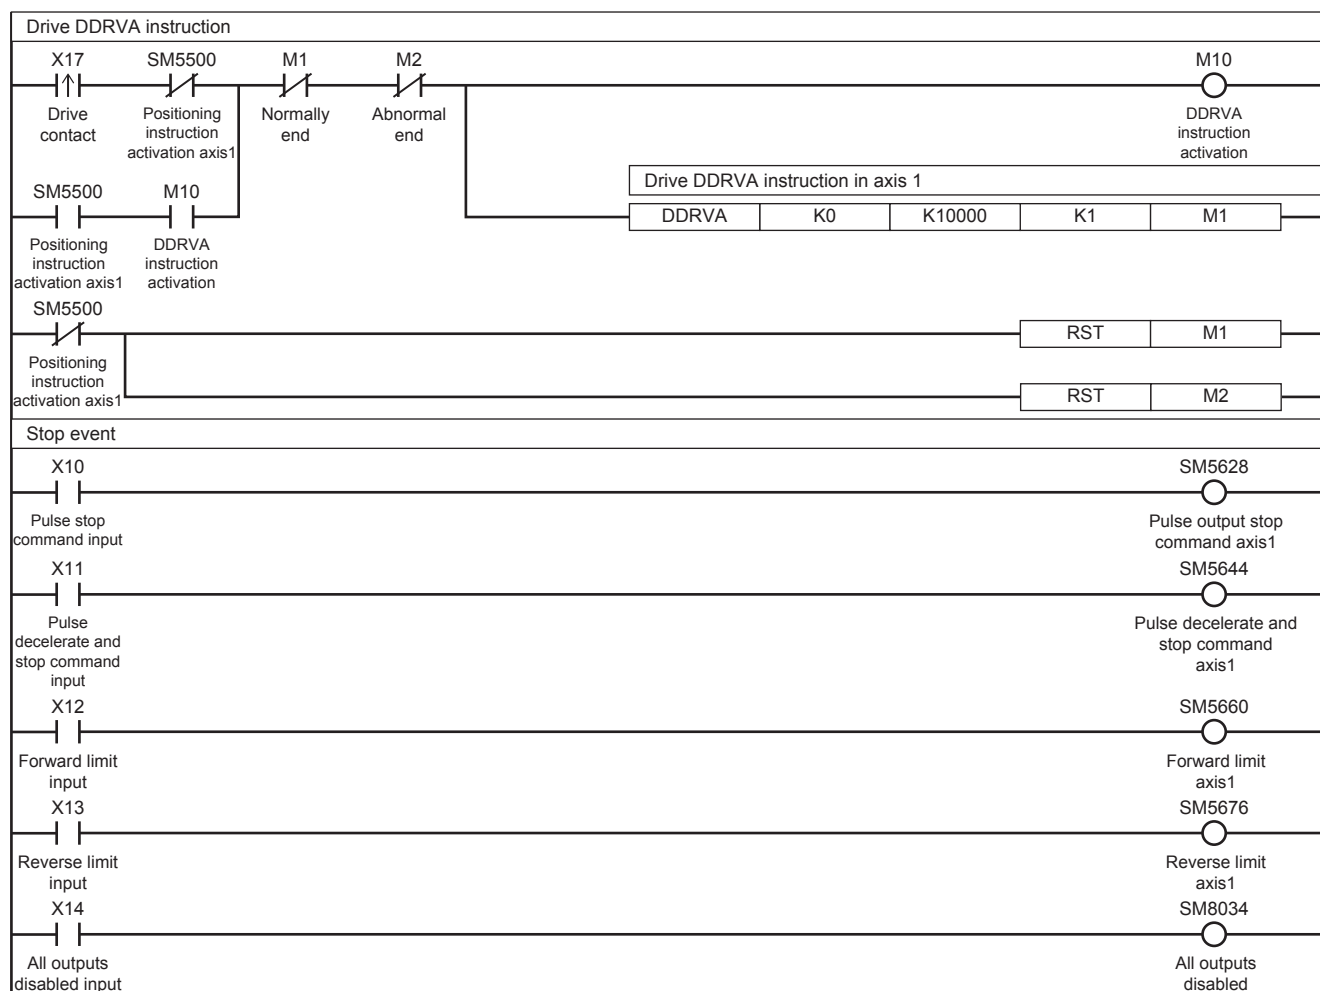 Drive DDRVA instruction
X17 SM5500 M1 M2 M10
Drive contact
Positioning instruction activation axis1
Normally end
Abnormal end
DDRVA instruction activation
Drive DDRVA instruction in axis 1
SM5500 M10
DDRVA K0 K10000 K1 M1
Positioning instruction activation axis1
DDRVA instruction activation
SM5500
RST M1
Positioning instruction activation axis1
RST M2
Stop event
X10 SM5628
Pulse stop command input
Pulse output stop command axis1
X11 SM5644
Pulse decelerate and stop command input
Pulse decelerate and stop command axis1
X12 SM5660
Forward limit input
Forward limit axis1
X13 SM5676
Reverse limit input
Reverse limit axis1
X14 SM8034
All outputs disabled input
All outputs disabled